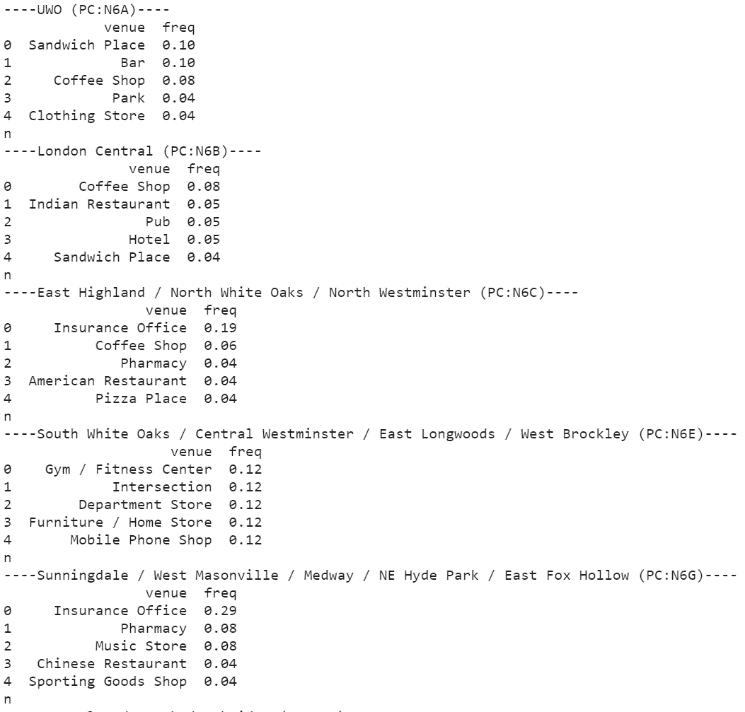 ----UWO (PC:N6A)----
            venue  freq
0  Sandwich Place  0.10
1             Bar  0.10
2     Coffee Shop  0.08
3            Park  0.04
4  Clothing Store  0.04
n
----London Central (PC:N6B)----
               venue  freq
0        Coffee Shop  0.08
1  Indian Restaurant  0.05
2                Pub  0.05
3              Hotel  0.05
4     Sandwich Place  0.04
n
----East Highland / North White Oaks / North Westminster (PC:N6C)----
                 venue  freq
0     Insurance Office  0.19
1          Coffee Shop  0.06
2             Pharmacy  0.04
3  American Restaurant  0.04
4          Pizza Place  0.04
n
----South White Oaks / Central Westminster / East Longwoods / West Brockley (PC:N6E)----
                    venue  freq
0    Gym / Fitness Center  0.12
1            Intersection  0.12
2        Department Store  0.12
3  Furniture / Home Store  0.12
4       Mobile Phone Shop  0.12
n
----Sunningdale / West Masonville / Medway / NE Hyde Park / East Fox Hollow (PC:N6G)----
                 venue  freq
0     Insurance Office  0.29
1             Pharmacy  0.08
2          Music Store  0.08
3   Chinese Restaurant  0.04
4  Sporting Goods Shop  0.04
n